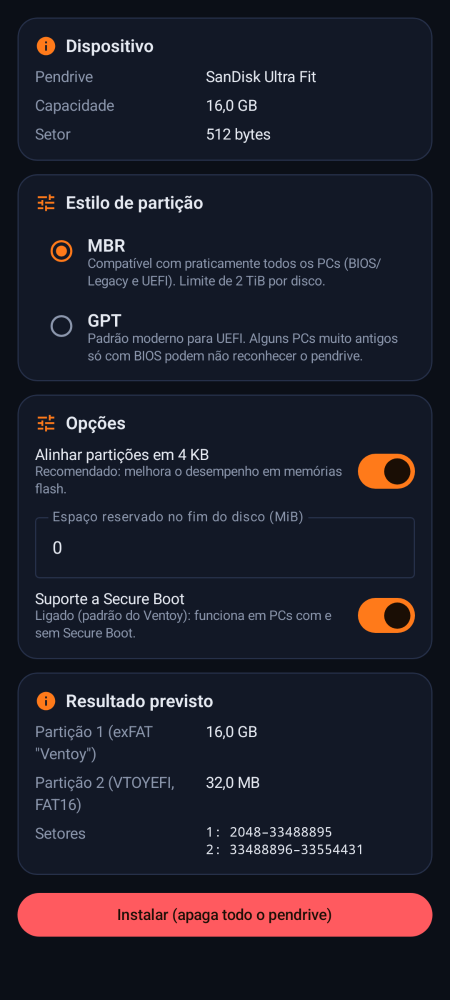 Dispositivo
Pendrive SanDisk Ultra Fit
Capacidade 16,0 GB
Setor 512 bytes
Estilo de partição
MBR
Compatível com praticamente todos os PCs (BIOS/
Legacy e UEFI). Limite de 2 TiB por disco.
GPT
Padrão moderno para UEFI. Alguns PCs muito antigos
só com BIOS podem não reconhecer o pendrive.
Opções
Alinhar partições em 4 KB
Recomendado: melhora o desempenho em memórias
flash.
Espaço reservado no fim do disco (MiB)
0
Suporte a Secure Boot
Ligado (padrão do Ventoy): funciona em PCs com e
sem Secure Boot.
Resultado previsto
Partição 1 (exFAT 16,0 GB
"Ventoy")
Partição 2 (VTOYEFI, 32,0 MB
FAT16)
Setores 1: 2048–33488895
2: 33488896–33554431
Instalar (apaga todo o pendrive)